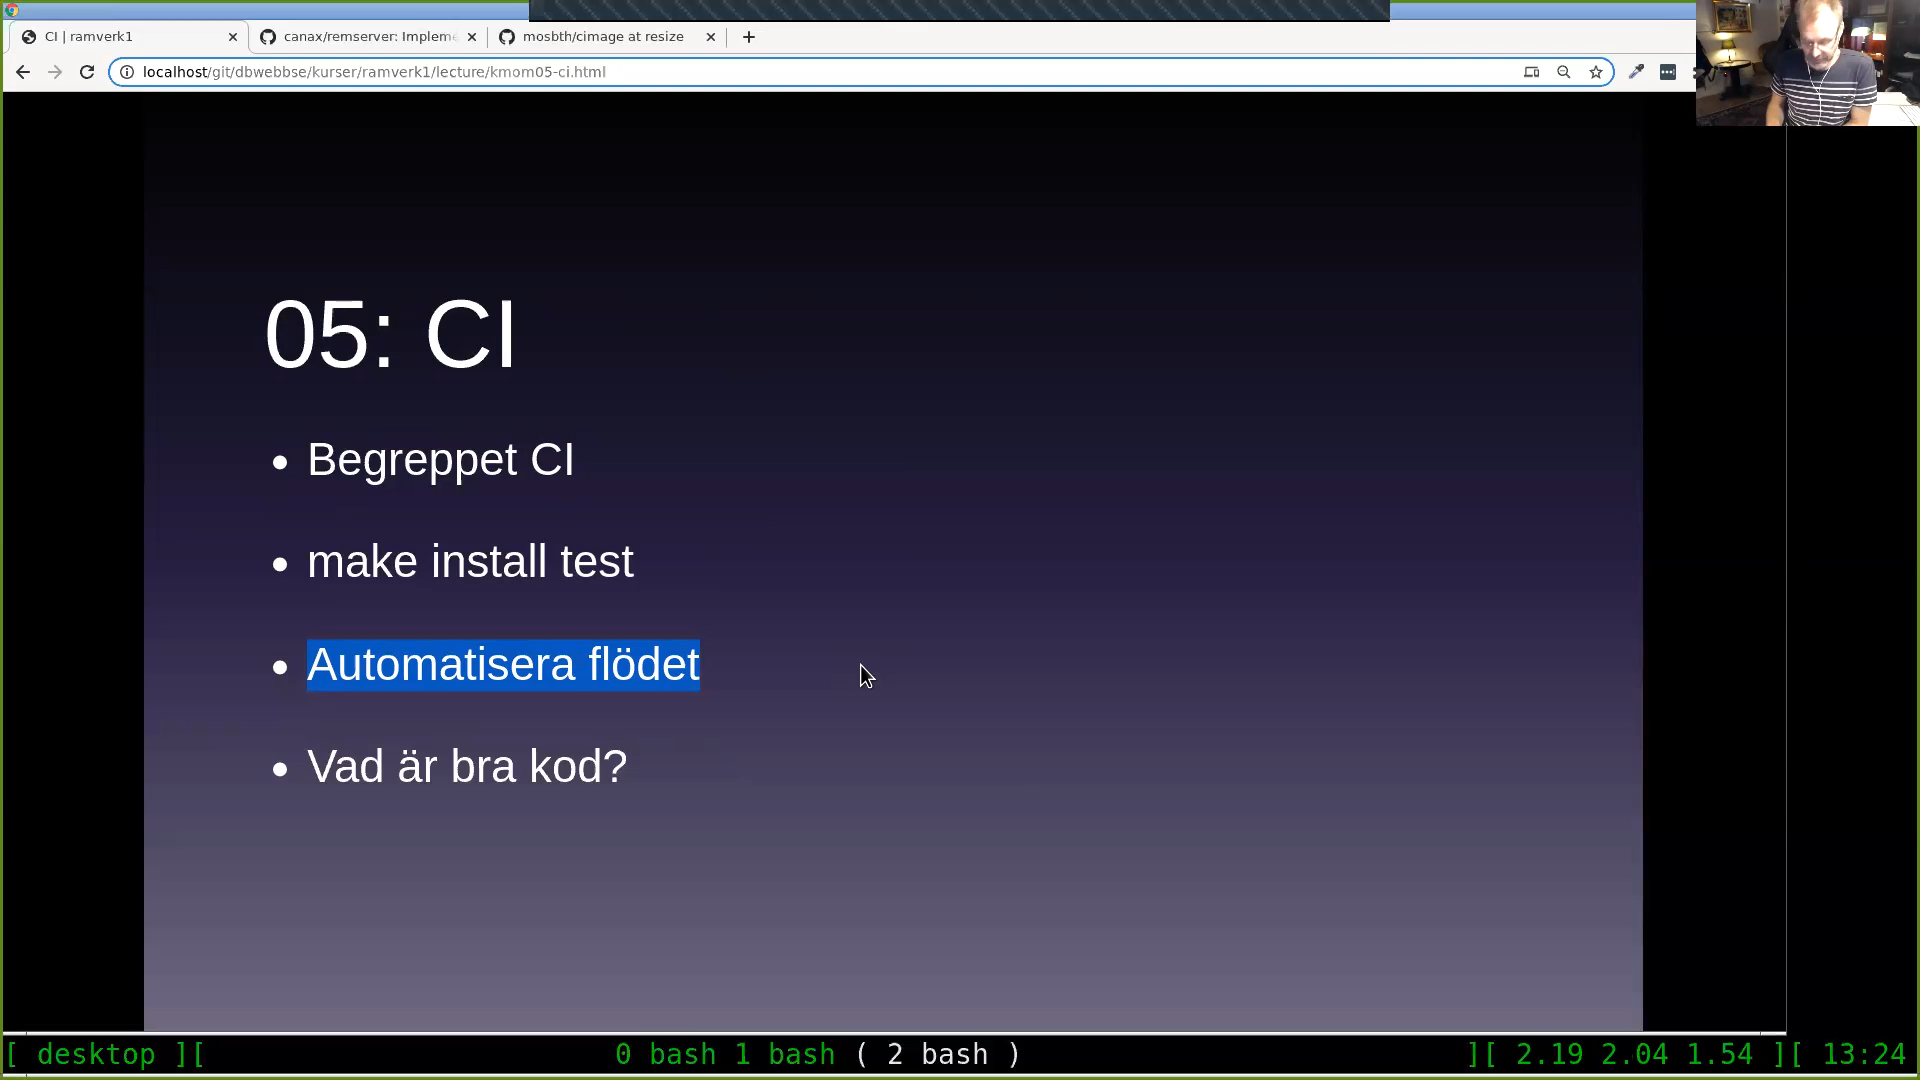 CI | ramverk1
canax/remserver: Impleme
mosbth/cimage at resize
localhost/git/dbwebbse/kurser/ramverk1/lecture/kmom05-ci.html
05: CI
Begreppet CI
make install test
Automatisera flödet
Vad är bra kod?
[ desktop ][ 0 bash 1 bash ( 2 bash ) ][ 2.19 2.04 1.54 ][ 13:24